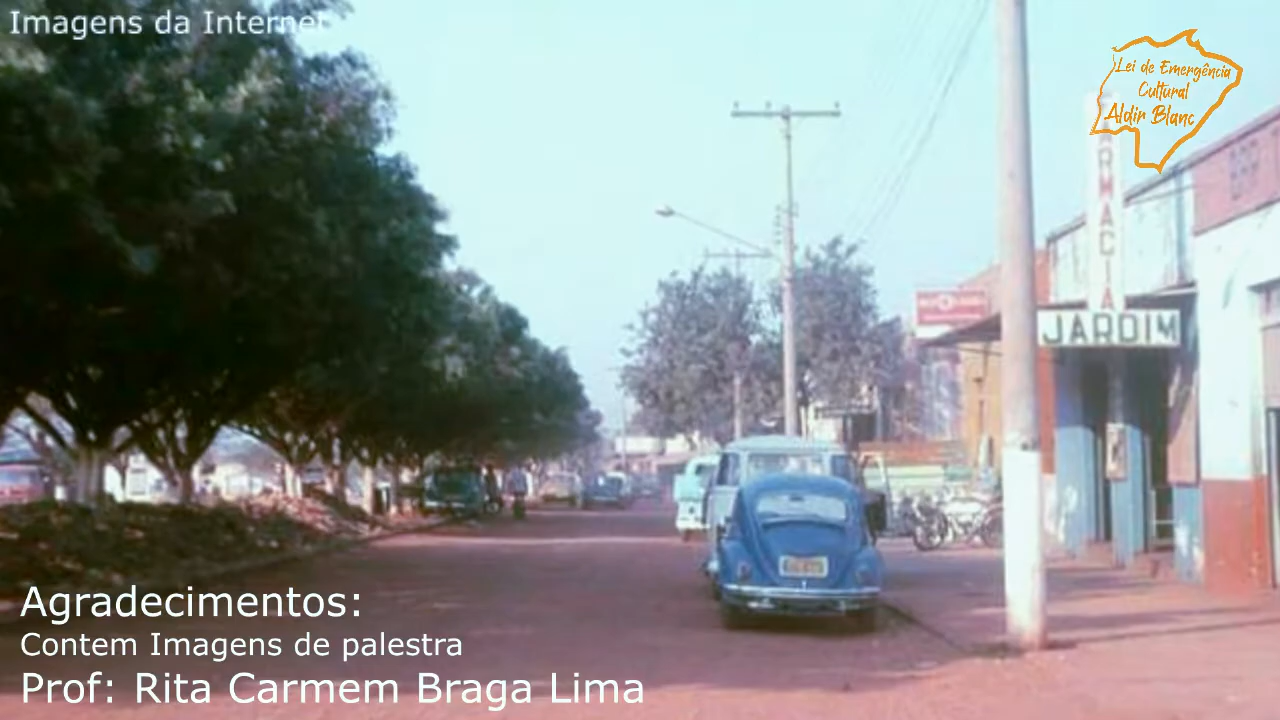 Imagens da Internet
Lei de Emergência
Cultural
Aldir Blanc
JARDIM
Agradecimentos:
Contem Imagens de palestra
Prof: Rita Carmem Braga Lima